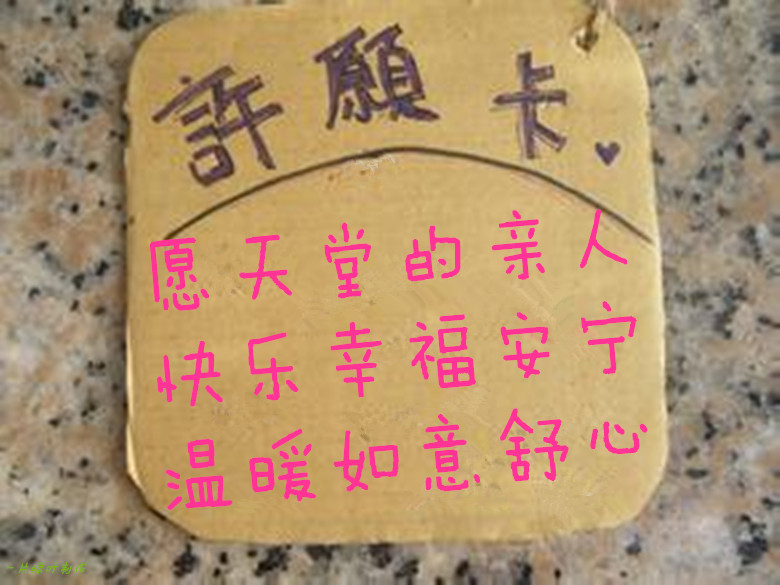 許願卡
愿天堂的亲人
快乐幸福安宁
温暖如意舒心